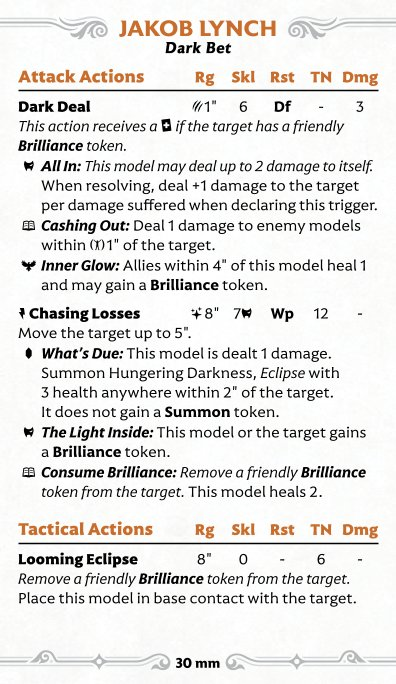 JAKOB LYNCH
Dark Bet
Attack Actions Rg Skl Rst TN Dmg
Dark Deal 1" 6 Df - 3
This action receives a if the target has a friendly
Brilliance token.
All In: This model may deal up to 2 damage to itself.
When resolving, deal +1 damage to the target
per damage suffered when declaring this trigger.
Cashing Out: Deal 1 damage to enemy models
within 1" of the target.
Inner Glow: Allies within 4" of this model heal 1
and may gain a Brilliance token.
Chasing Losses 8" 7 Wp 12 -
Move the target up to 5".
What's Due: This model is dealt 1 damage.
Summon Hungering Darkness, Eclipse with
3 health anywhere within 2" of the target.
It does not gain a Summon token.
The Light Inside: This model or the target gains
a Brilliance token.
Consume Brilliance: Remove a friendly Brilliance
token from the target. This model heals 2.
Tactical Actions Rg Skl Rst TN Dmg
Looming Eclipse 8" 0 - 6 -
Remove a friendly Brilliance token from the target.
Place this model in base contact with the target.
30 mm